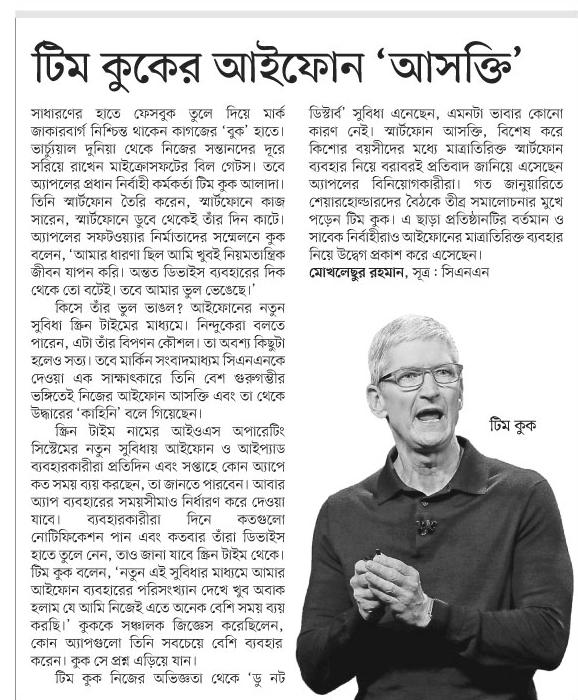 টিম কুকের আইফোন ‘আসক্তি’
সাধারণের হাতে ফেসবুক তুলে দিয়ে মার্ক
জাকারবার্গ নিশ্চিন্ত থাকেন কাগজের ‘বুক’ হাতে।
ভার্চ্যুয়াল দুনিয়া থেকে নিজের সন্তানদের দূরে
সরিয়ে রাখেন মাইক্রোসফটের বিল গেটস। তবে
অ্যাপলের প্রধান নির্বাহী কর্মকর্তা টিম কুক আলাদা।
তিনি স্মার্টফোন তৈরি করেন, স্মার্টফোনে কাজ
সারেন, স্মার্টফোনে ডুবে থেকেই তাঁর দিন কাটে।
অ্যাপলের সফটওয়্যার নির্মাতাদের সম্মেলনে কুক
বলেন, ‘আমার ধারণা ছিল আমি খুবই নিয়মতান্ত্রিক
জীবন যাপন করি। অন্তত ডিভাইস ব্যবহারের দিক
থেকে তো বটেই। তবে আমার ভুল ভেঙেছে।’
কিসে তাঁর ভুল ভাঙল? আইফোনের নতুন
সুবিধা স্ক্রিন টাইমের মাধ্যমে। নিন্দুকেরা বলতে
পারেন, এটা তাঁর বিপণন কৌশল। তা অবশ্য কিছুটা
হলেও সত্য। তবে মার্কিন সংবাদমাধ্যম সিএনএনকে
দেওয়া এক সাক্ষাৎকারে তিনি বেশ গুরুগম্ভীর
ভঙ্গিতেই নিজের আইফোন আসক্তি এবং তা থেকে
উদ্ধারের ‘কাহিনি’ বলে গিয়েছেন।
স্ক্রিন টাইম নামের আইওএস অপারেটিং
সিস্টেমের নতুন সুবিধায় আইফোন ও আইপ্যাড
ব্যবহারকারীরা প্রতিদিন এবং সপ্তাহে কোন অ্যাপে
কত সময় ব্যয় করছেন, তা জানতে পারবেন। আবার
অ্যাপ ব্যবহারের সময়সীমাও নির্ধারণ করে দেওয়া
যাবে। ব্যবহারকারীরা দিনে কতগুলো
নোটিফিকেশন পান এবং কতবার তাঁরা ডিভাইস
হাতে তুলে নেন, তাও জানা যাবে স্ক্রিন টাইম থেকে।
টিম কুক বলেন, ‘নতুন এই সুবিধার মাধ্যমে আমার
আইফোন ব্যবহারের পরিসংখ্যান দেখে খুব অবাক
হলাম যে আমি নিজেই এতে অনেক বেশি সময় ব্যয়
করছি।’ কুককে সঞ্চালক জিজ্ঞেস করেছিলেন,
কোন অ্যাপগুলো তিনি সবচেয়ে বেশি ব্যবহার
করেন। কুক সে প্রশ্ন এড়িয়ে যান।
টিম কুক নিজের অভিজ্ঞতা থেকে ‘ডু নট
ডিস্টার্ব’ সুবিধা এনেছেন, এমনটা ভাবার কোনো
কারণ নেই। স্মার্টফোন আসক্তি, বিশেষ করে
কিশোর বয়সীদের মধ্যে মাত্রাতিরিক্ত স্মার্টফোন
ব্যবহার নিয়ে বরাবরই প্রতিবাদ জানিয়ে এসেছেন
অ্যাপলের বিনিয়োগকারীরা। গত জানুয়ারিতে
শেয়ারহোল্ডারদের বৈঠকে তীব্র সমালোচনার মুখে
পড়েন টিম কুক। এ ছাড়া প্রতিষ্ঠানটির বর্তমান ও
সাবেক নির্বাহীরাও আইফোনের মাত্রাতিরিক্ত ব্যবহার
নিয়ে উদ্বেগ প্রকাশ করে এসেছেন।
মোখলেছুর রহমান, সূত্র : সিএনএন
টিম কুক